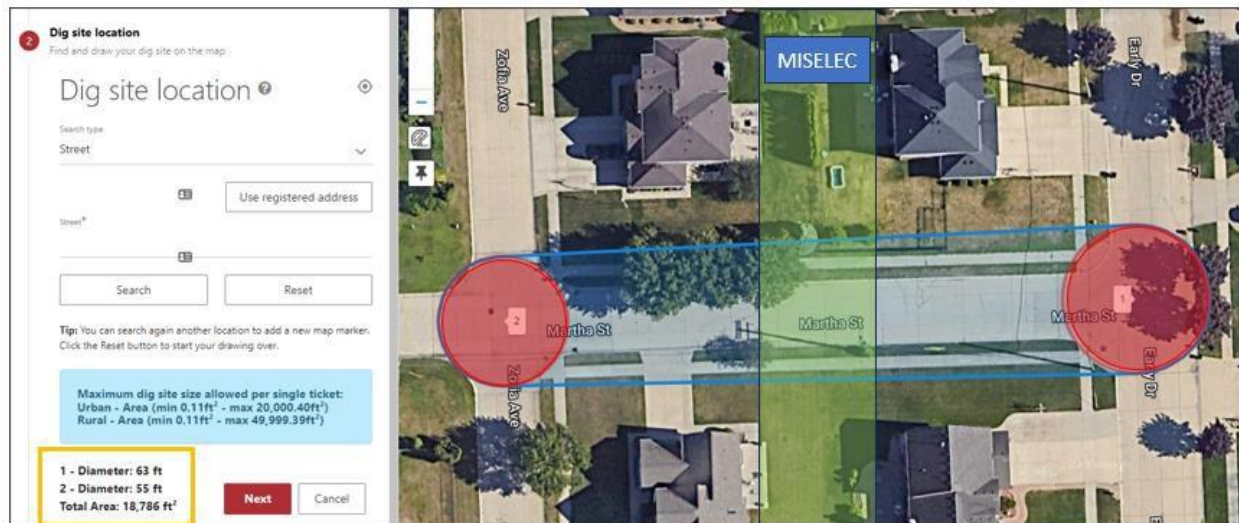 2
Dig site location
Find and draw your dig site on the map
Dig site location ?
Search type
Street
Use registered address
Street*
Search
Reset
Tip: You can search again another location to add a new map marker.
Click the Reset button to start your drawing over.
Maximum dig site size allowed per single ticket:
Urban - Area (min 0.11ft² - max 20,000.40ft²)
Rural - Area (min 0.11ft² - max 49,999.39ft²)
1 - Diameter: 63 ft
2 - Diameter: 55 ft
Total Area: 18,786 ft²
Next
Cancel
Zofia Ave
MISELEC
Early Dr
2
Martha St
Martha St
Martha St
1
Zofia Ave
Early Dr
E